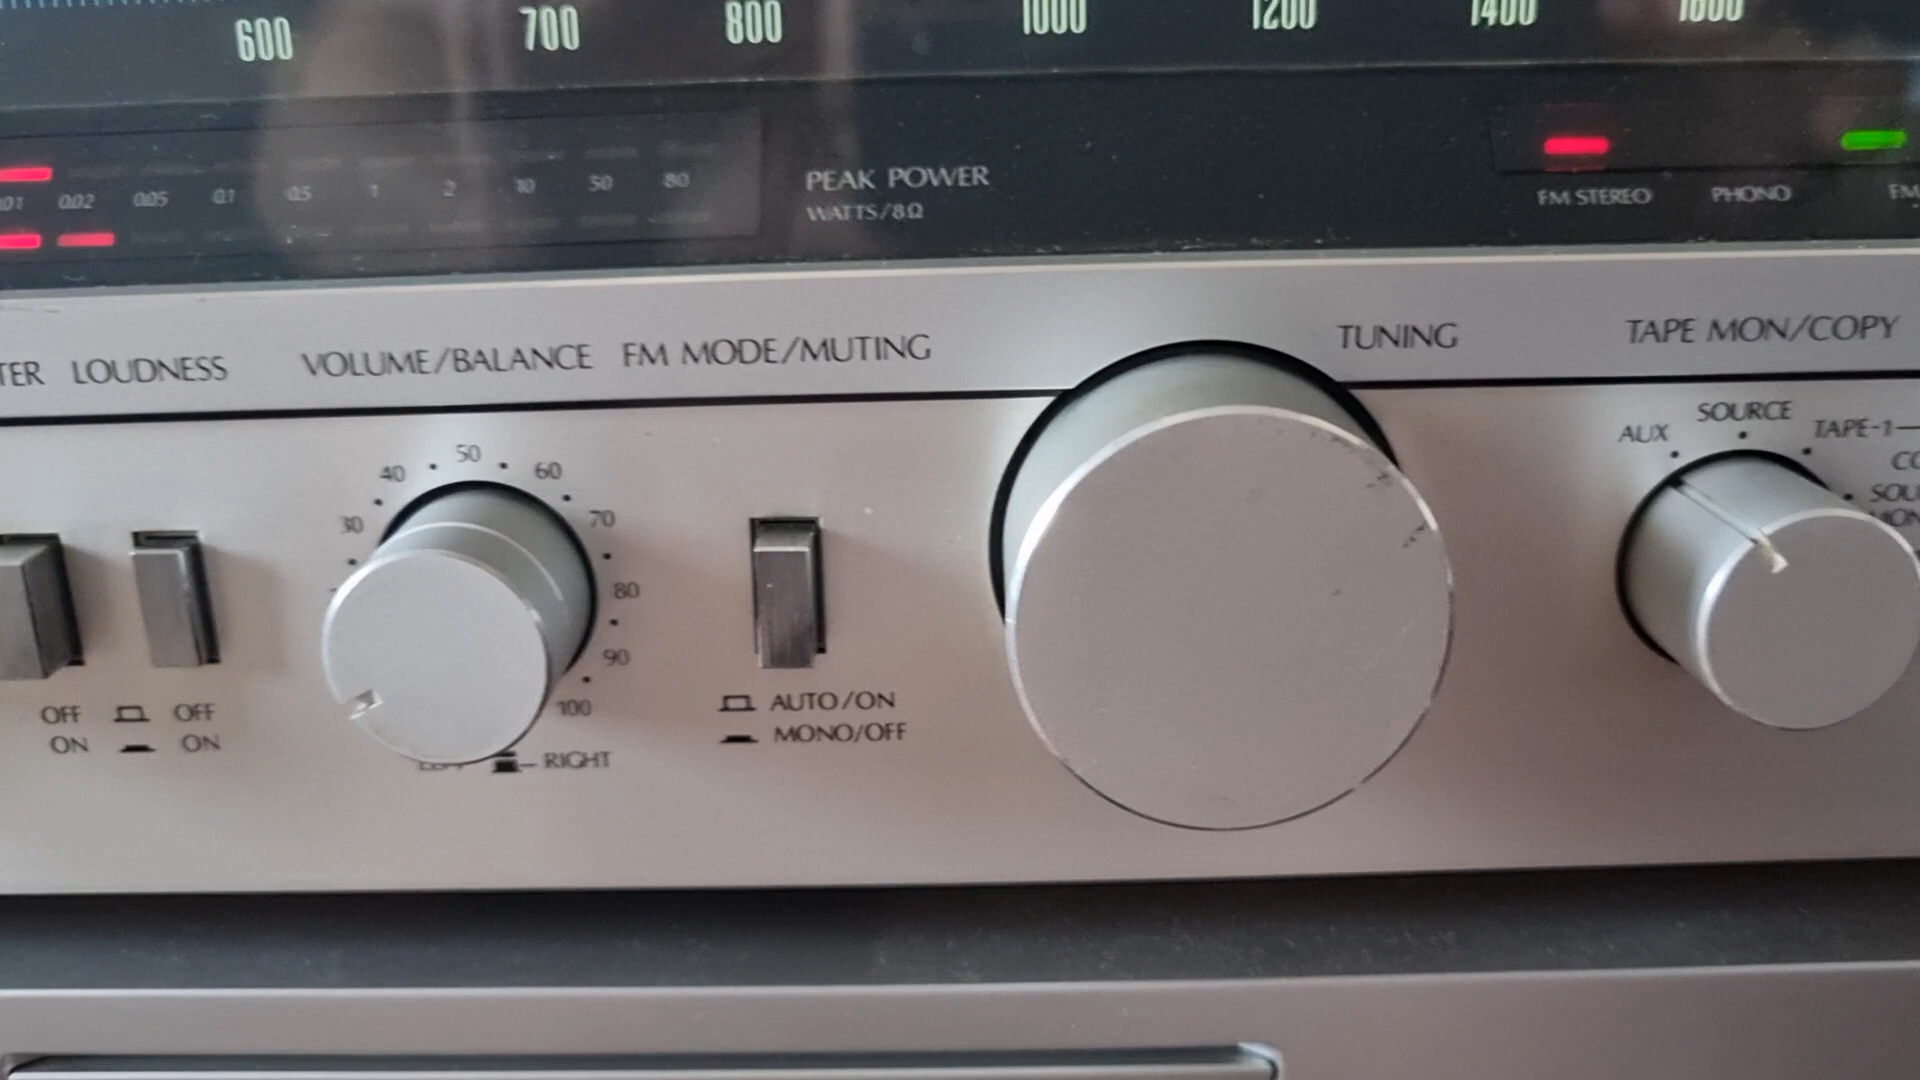 600 700 800 1000 1200 1400 1600
0.02 0.05 0.1 0.5 1 2 10 50 80
PEAK POWER
WATTS/8Ω
FM STEREO PHONO
LOUDNESS VOLUME/BALANCE FM MODE/MUTING TUNING TAPE MON/COPY
AUX SOURCE TAPE-1
30 40 50 60 70 80 90 100
OFF OFF
ON ON
RIGHT
AUTO/ON
MONO/OFF